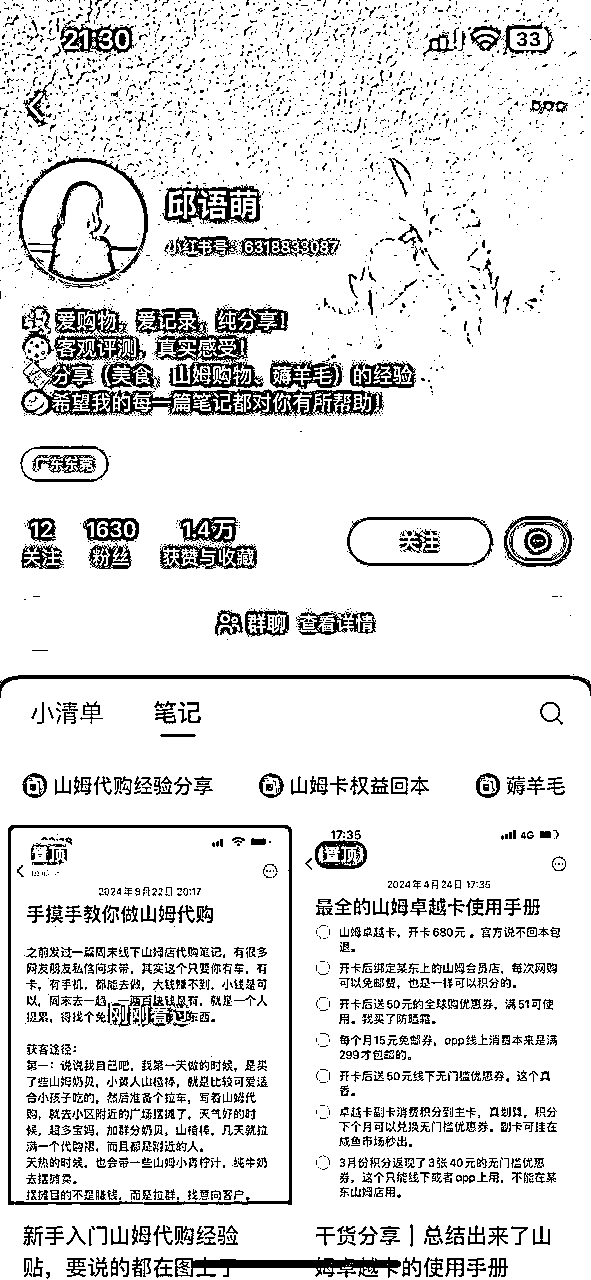 21:30
33
邱语萌
小红书号：6318833087
爱购物、爱记录、纯分享！
客观评测，真实感受！
分享（美食、山姆购物、薅羊毛）的经验
希望我的每一篇笔记都对你有所帮助！
广东东莞
12 1630 1.4万
关注 粉丝 获赞与收藏
关注
群聊 查看详情
小清单 笔记
山姆代购经验分享 山姆卡权益回本 薅羊毛
置顶
2024年9月22日 20:17
手摸手教你做山姆代购
之前发过一篇周末线下山姆店代购笔记，有很多
网友朋友私信问求带，其实这个只要你有车，有
卡，有手机，都能去做，大钱赚不到，小钱是可
以，周末去一趟，一两百块钱是有，就是一个人
很累，得找个
刚刚看过
东西。
获客途径：
第一：说说我自己吧，我第一天做的时候，是买
了些山姆奶贝，小黄人山楂棒，就是比较可爱适
合小孩子吃的，然后准备个拉车，写着山姆代
购，就去小区附近的广场摆摊了，天气好的时
候，超多宝妈，加群分奶贝，山楂棒，几天就拉
满一个代购群，而且都是附近的人。
天热的时候，也会带一些山姆小青柠汁，纯牛奶
去摆摊卖。
摆摊目的不是赚钱，而是拉群，找意向客户。
新手入门山姆代购经验
贴，要说的都在图上了
17:35
4G
置顶
2024年4月24日 17:35
最全的山姆卓越卡使用手册
山姆卓越卡，开卡680元。官方说不回本包
退。
开卡后绑定某东上的山姆会员店，每次网购
可以免邮费，也是一样可以积分的。
开卡后送50元的全球购优惠券，满51可使
用。我买了防晒霜。
每个月15元免邮券，app线上消费本来是满
299才包超的。
开卡后送50元线下无门槛优惠券。这个真
香。
卓越卡副卡消费积分到主卡，真划算，积分
下个月可以兑换无门槛优惠券。副卡可挂在
咸鱼市场秒出。
3月份积分返现了3张40元的无门槛优惠
券，这个只能线下或者app上用，不能在某
东山姆店用。
干货分享｜总结出来了山
姆卓越卡的使用手册